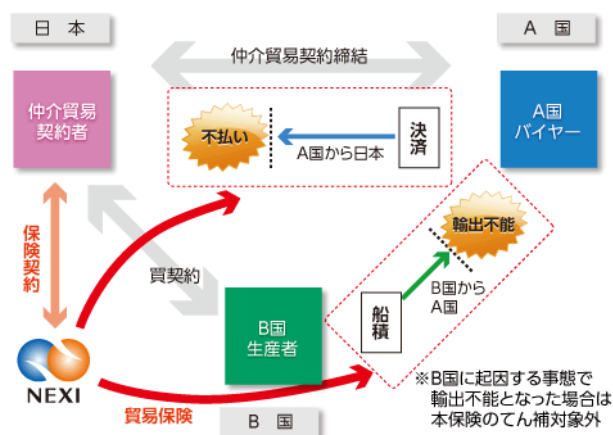 日 本
A 国
仲介貿易契約締結
仲介貿易
契約者
A国
バイヤー
不払い
決済
A国から日本
輸出不能
保険契約
買契約
船積
B国から
A国
B国
生産者
NEXI
貿易保険
B 国
※B国に起因する事態で
輸出不能となった場合は
本保険のてん補対象外